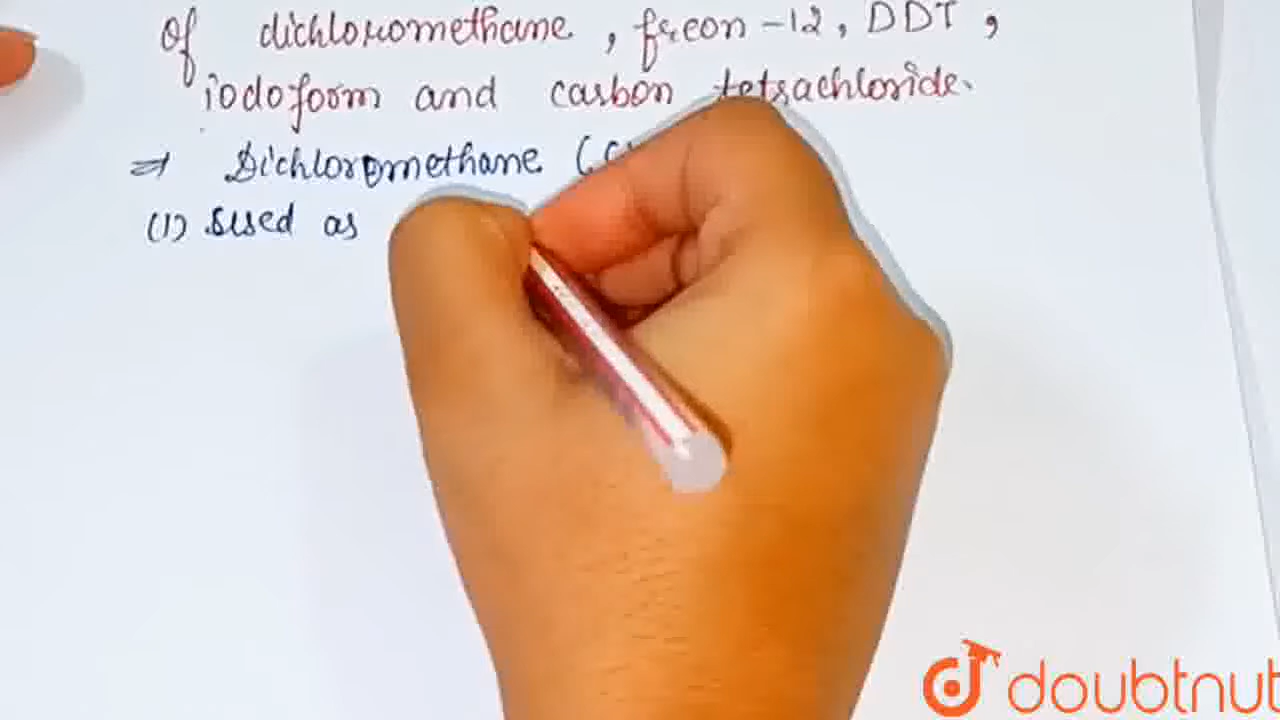 of dichloromethane, freon-12, DDT,
iodoform and carbon tetrachloride.
⇒ Dichloromethane (C
(1) used as
doubtnut